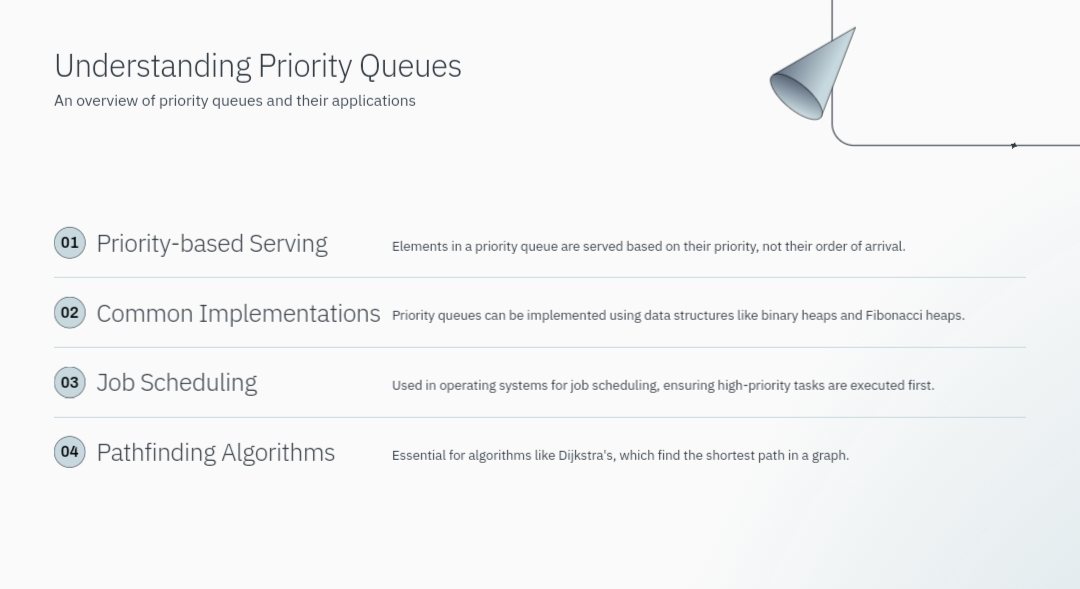 Understanding Priority Queues
An overview of priority queues and their applications
01 Priority-based Serving Elements in a priority queue are served based on their priority, not their order of arrival.
02 Common Implementations Priority queues can be implemented using data structures like binary heaps and Fibonacci heaps.
03 Job Scheduling Used in operating systems for job scheduling, ensuring high-priority tasks are executed first.
04 Pathfinding Algorithms Essential for algorithms like Dijkstra's, which find the shortest path in a graph.